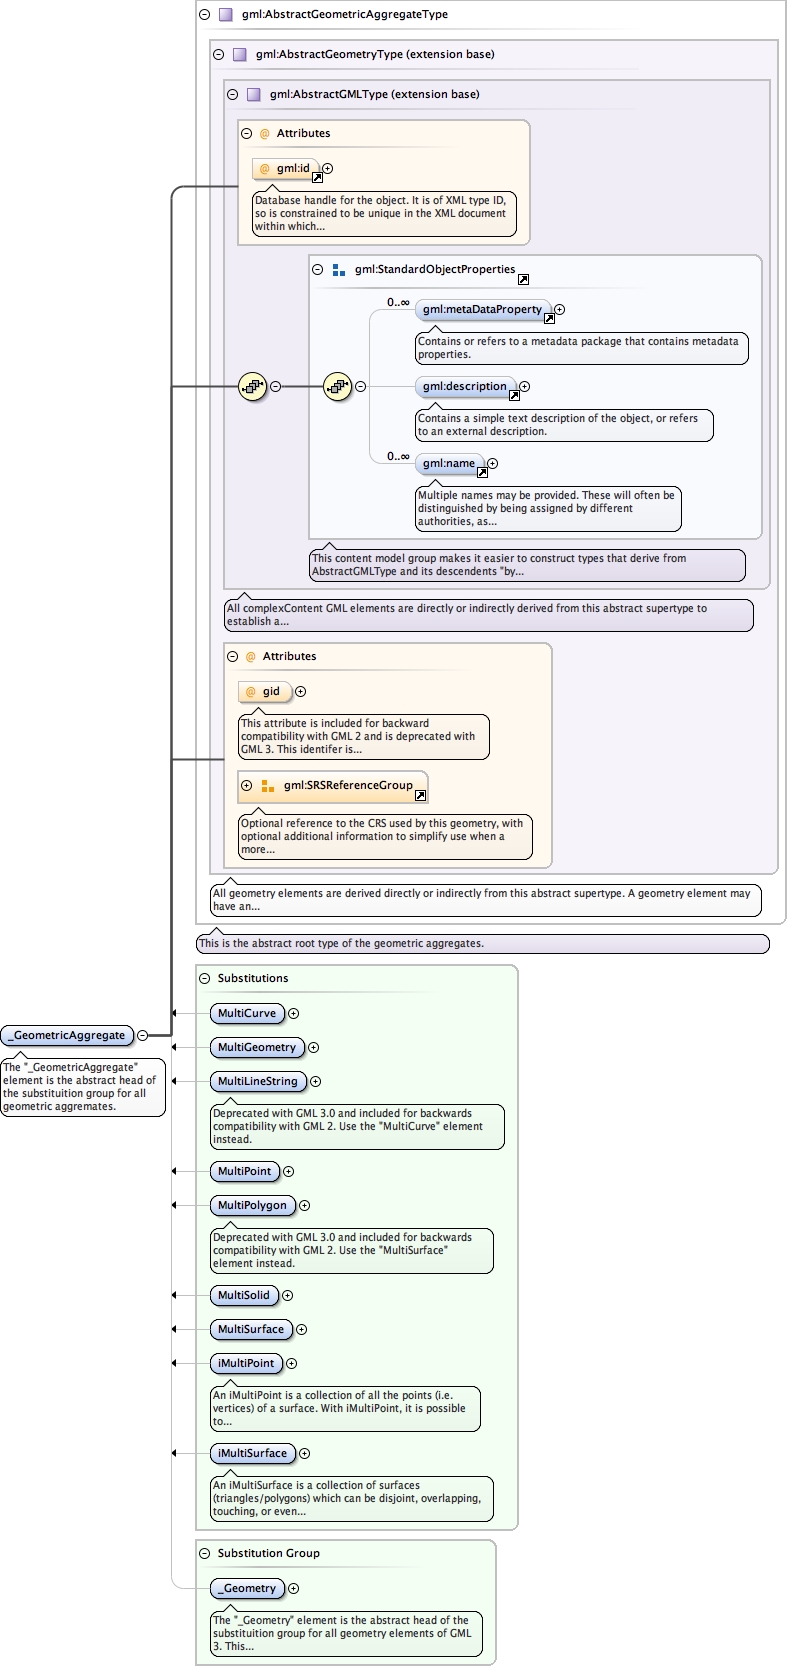 gml:AbstractGeometricAggregateType
gml:AbstractGeometryType (extension base)
gml:AbstractGMLType (extension base)
@ Attributes
@ gml:id
Database handle for the object. It is of XML type ID,
so is constrained to be unique in the XML document
within which...
gml:StandardObjectProperties
0..∞
gml:metaDataProperty
Contains or refers to a metadata package that contains metadata
properties.
gml:description
Contains a simple text description of the object, or refers
to an external description.
0..∞
gml:name
Multiple names may be provided. These will often be
distinguished by being assigned by different
authorities, as...
This content model group makes it easier to construct types that derive from
AbstractGMLType and its descendents "by...
All complexContent GML elements are directly or indirectly derived from this abstract supertype to
establish a...
@ Attributes
@ gid
This attribute is included for backward
compatibility with GML 2 and is deprecated with
GML 3. This identifer is...
gml:SRSReferenceGroup
Optional reference to the CRS used by this geometry, with
optional additional information to simplify use when a
more...
All geometry elements are derived directly or indirectly from this abstract supertype. A geometry element may
have an...
This is the abstract root type of the geometric aggregates.
_GeometricAggregate
The "_GeometricAggregate"
element is the abstract head of
the substituition group for all
geometric aggremates.
Substitutions
MultiCurve
MultiGeometry
MultiLineString
Deprecated with GML 3.0 and included for backwards
compatibility with GML 2. Use the "MultiCurve" element
instead.
MultiPoint
MultiPolygon
Deprecated with GML 3.0 and included for backwards
compatibility with GML 2. Use the "MultiSurface"
element instead.
MultiSolid
MultiSurface
iMultiPoint
An iMultiPoint is a collection of all the points (i.e.
vertices) of a surface. With iMultiPoint, it is possible
to...
iMultiSurface
An iMultiSurface is a collection of surfaces
(triangles/polygons) which can be disjoint, overlapping,
touching, or even...
Substitution Group
_Geometry
The "_Geometry" element is the abstract head of the
substituition group for all geometry elements of GML
3. This...